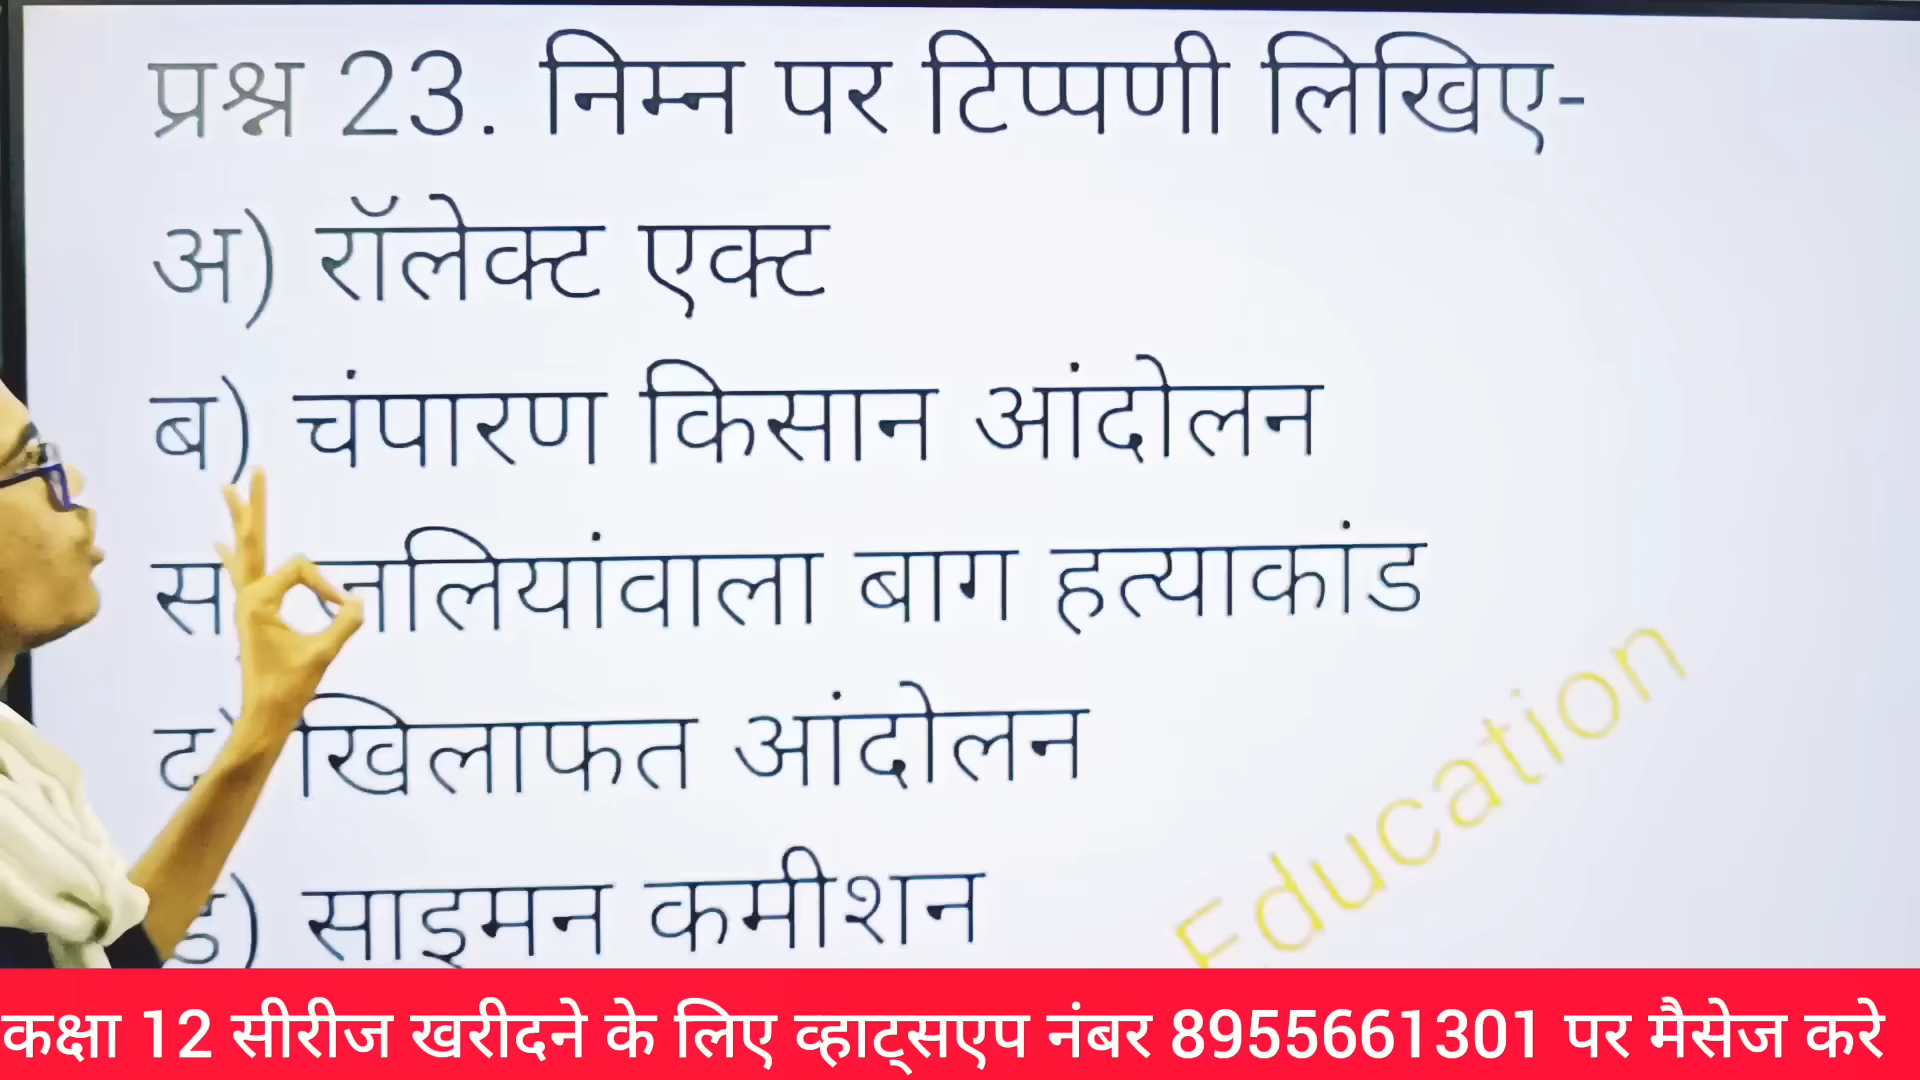 प्रश्न 23. निम्न पर टिप्पणी लिखिए-
अ) रॉलेक्ट एक्ट
ब) चंपारण किसान आंदोलन
स जलियांवाला बाग हत्याकांड
द) खिलाफत आंदोलन
ड) साइमन कमीशन
Education
कक्षा 12 सीरीज खरीदने के लिए व्हाट्सएप नंबर 8955661301 पर मैसेज करे